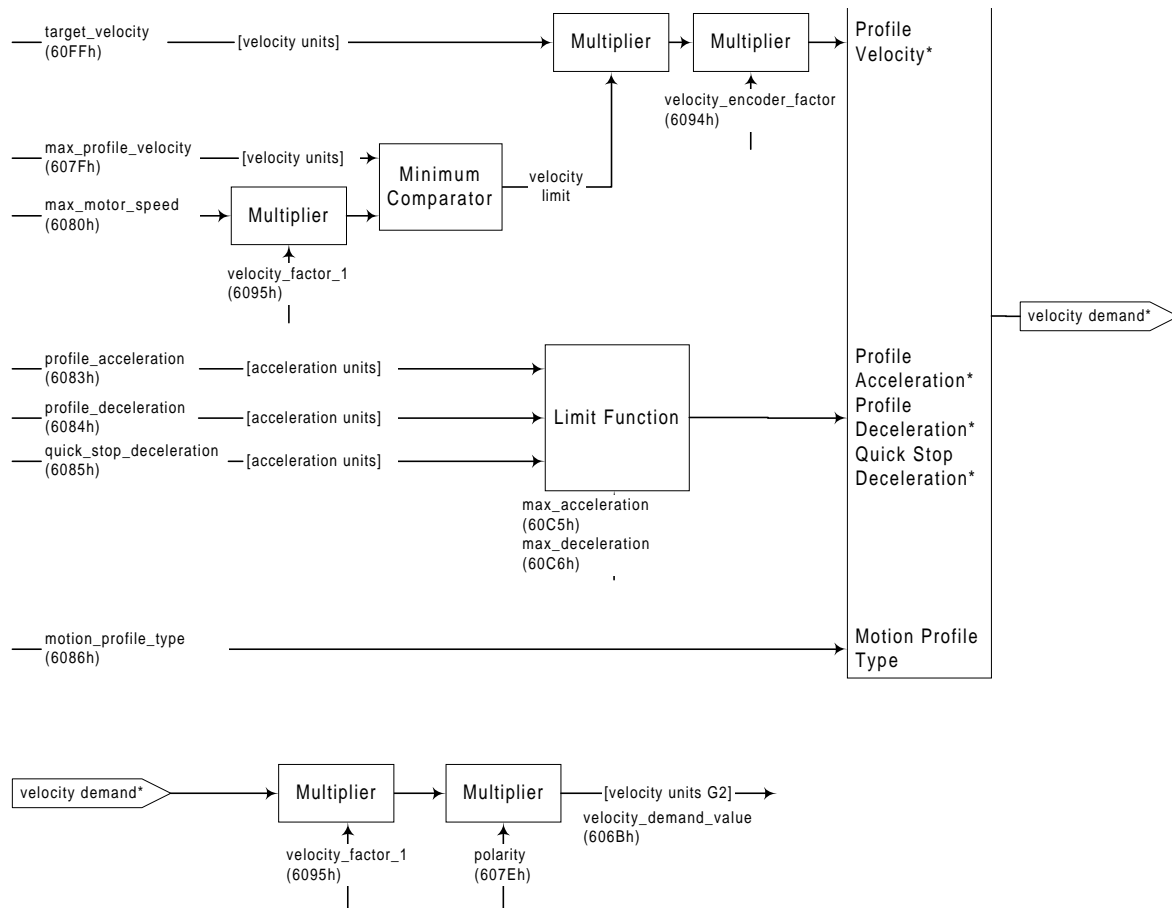 target_velocity
(60FFh)
[velocity units]
Multiplier
Multiplier
Profile
Velocity*
velocity_encoder_factor
(6094h)
max_profile_velocity
(607Fh)
[velocity units]
Minimum
Comparator
velocity
limit
max_motor_speed
(6080h)
Multiplier
velocity_factor_1
(6095h)
velocity demand*
profile_acceleration
(6083h)
[acceleration units]
profile_deceleration
(6084h)
[acceleration units]
quick_stop_deceleration
(6085h)
[acceleration units]
Limit Function
Profile
Acceleration*
Profile
Deceleration*
Quick Stop
Deceleration*
max_acceleration
(60C5h)
max_deceleration
(60C6h)
motion_profile_type
(6086h)
Motion Profile
Type
velocity demand*
Multiplier
Multiplier
[velocity units G2]
velocity_demand_value
(606Bh)
velocity_factor_1
(6095h)
polarity
(607Eh)